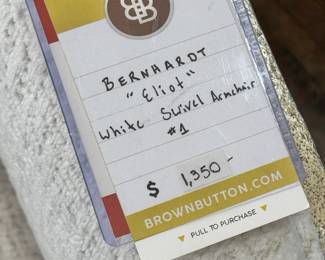 BERNHARDT
"Eliot"
White Swivel Armchair
#1
$ 1,350-
BROWNBUTTON.COM
PULL TO PURCHASE